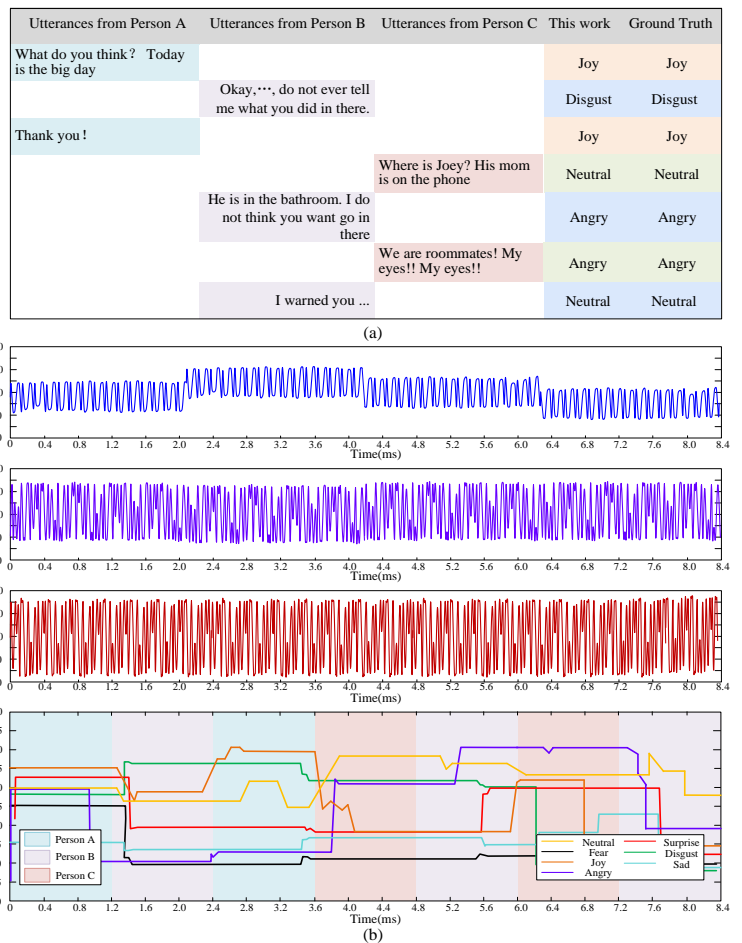 Utterances from Person A Utterances from Person B Utterances from Person C This work Ground Truth
What do you think? Today
is the big day
Joy Joy
Okay,···, do not ever tell
me what you did in there.
Disgust Disgust
Thank you!
Joy Joy
Where is Joey? His mom
is on the phone
Neutral Neutral
He is in the bathroom. I do
not think you want go in
there
Angry Angry
We are roommates! My
eyes!! My eyes!!
Angry Angry
I warned you ...
Neutral Neutral
(a)
0 0.4 0.8 1.2 1.6 2.0 2.4 2.8 3.2 3.6 4.0 4.4 4.8 5.2 5.6 6.0 6.4 6.8 7.2 7.6 8.0 8.4
Time(ms)
0 0.4 0.8 1.2 1.6 2.0 2.4 2.8 3.2 3.6 4.0 4.4 4.8 5.2 5.6 6.0 6.4 6.8 7.2 7.6 8.0 8.4
Time(ms)
0 0.4 0.8 1.2 1.6 2.0 2.4 2.8 3.2 3.6 4.0 4.4 4.8 5.2 5.6 6.0 6.4 6.8 7.2 7.6 8.0 8.4
Time(ms)
Person A
Person B
Person C
Neutral Surprise
Fear Disgust
Joy Sad
Angry
0 0.4 0.8 1.2 1.6 2.0 2.4 2.8 3.2 3.6 4.0 4.4 4.8 5.2 5.6 6.0 6.4 6.8 7.2 7.6 8.0 8.4
Time(ms)
(b)